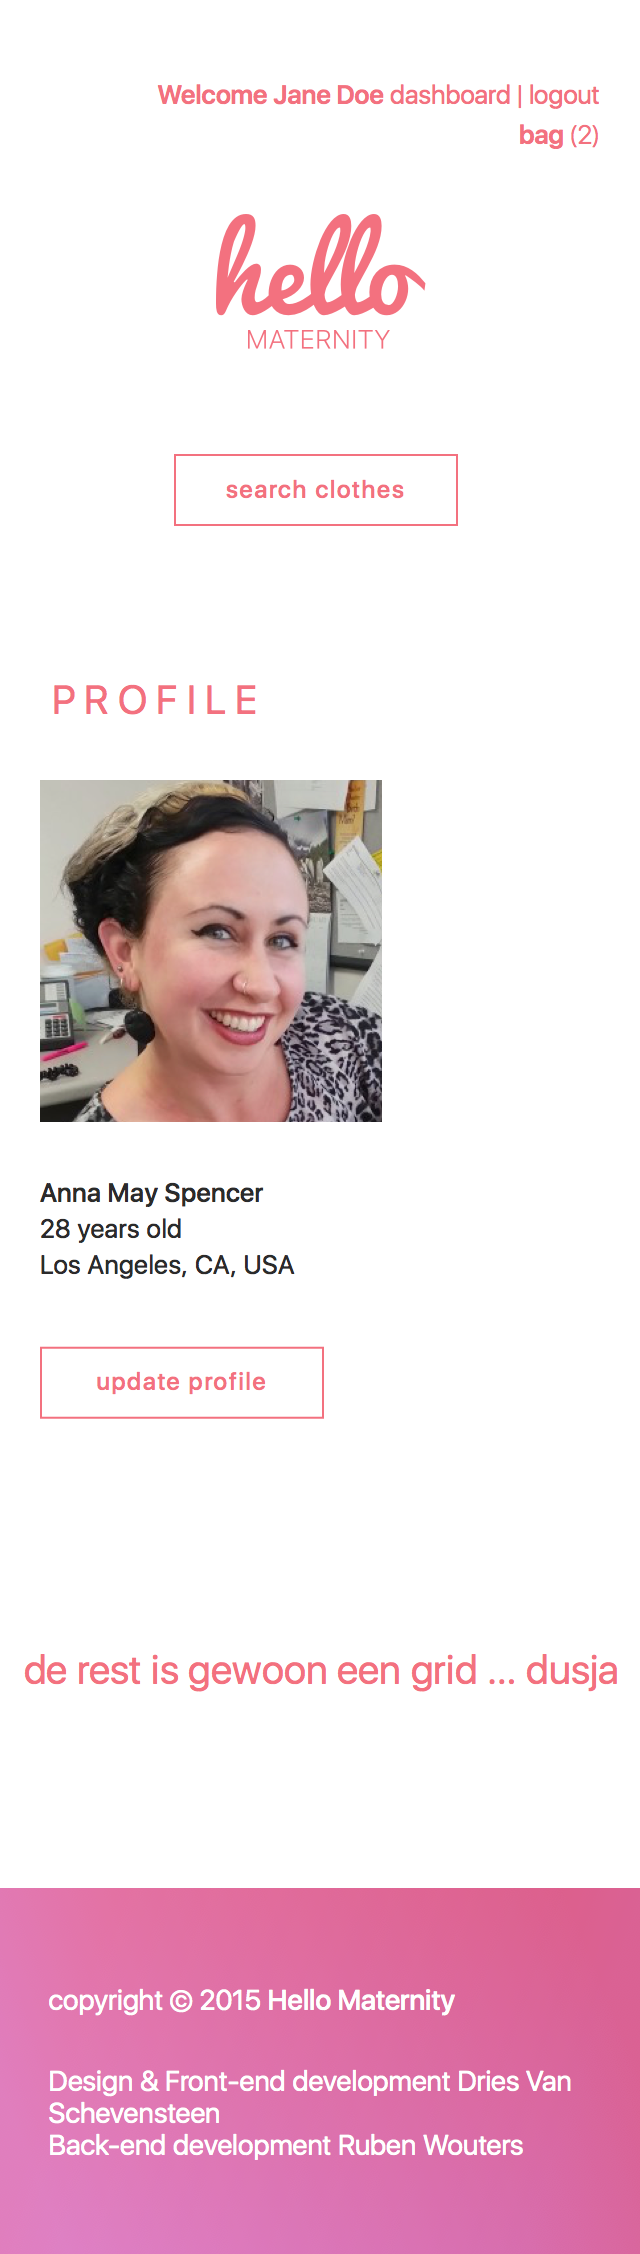 Welcome Jane Doe dashboard | logout
bag (2)
hello
MATERNITY
search clothes
PROFILE
Anna May Spencer
28 years old
Los Angeles, CA, USA
update profile
de rest is gewoon een grid ... dusja
copyright © 2015 Hello Maternity
Design & Front-end development Dries Van
Schevensteen
Back-end development Ruben Wouters